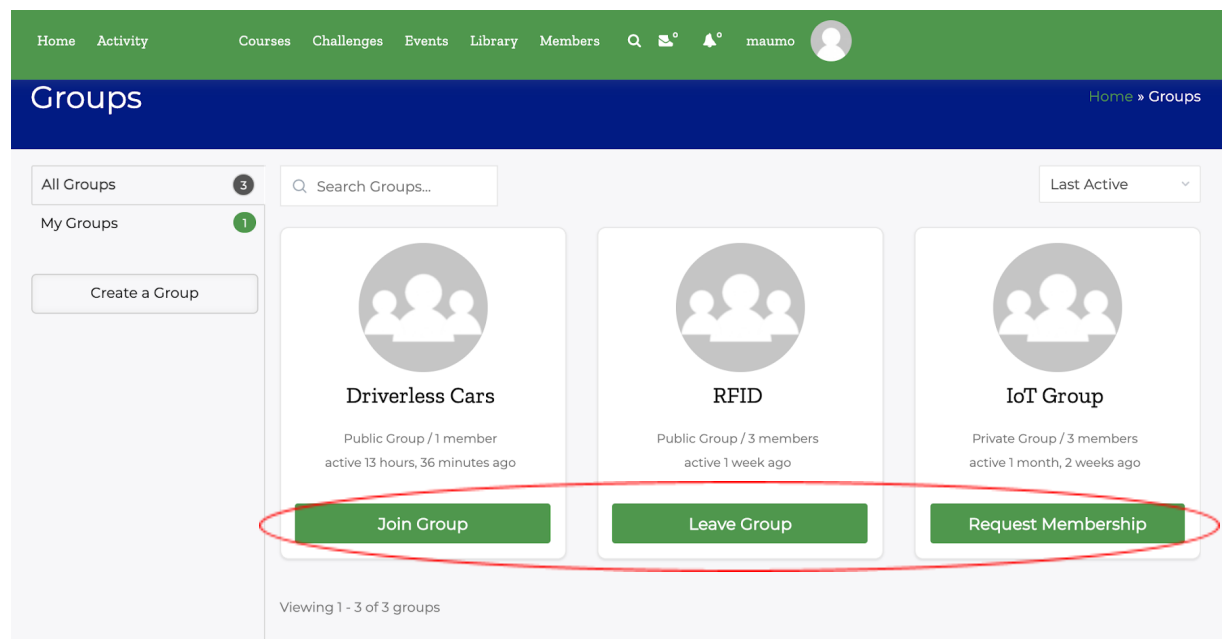 Home Activity Courses Challenges Events Library Members 0 0 maumo
Groups
Home » Groups
All Groups 3
My Groups 1
Create a Group
Search Groups...
Last Active
Driverless Cars
Public Group / 1 member
active 13 hours, 36 minutes ago
Join Group
RFID
Public Group / 3 members
active 1 week ago
Leave Group
IoT Group
Private Group / 3 members
active 1 month, 2 weeks ago
Request Membership
Viewing 1 - 3 of 3 groups